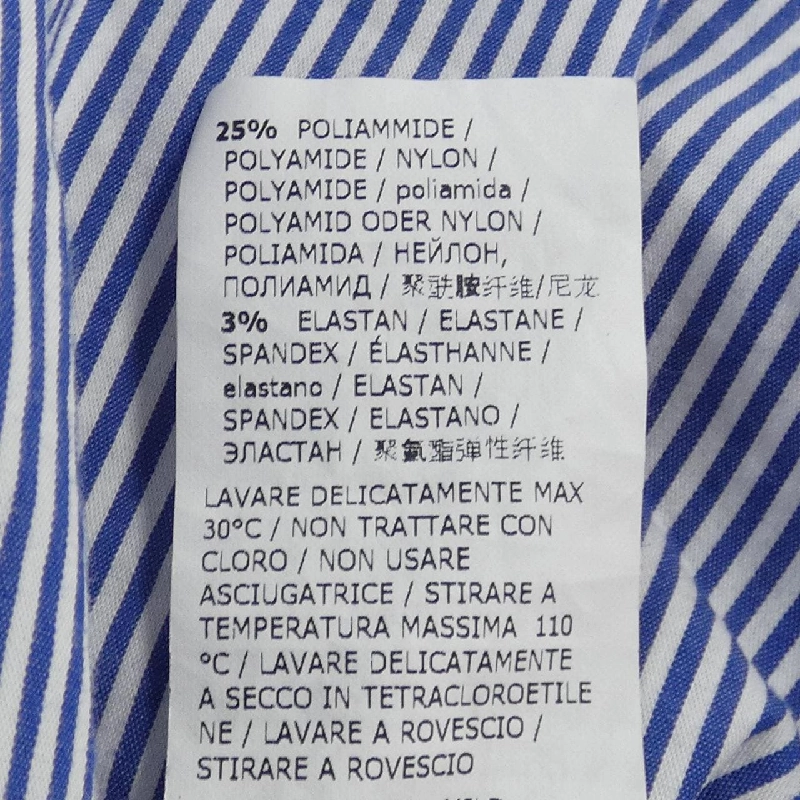 25% POLIAMMIDE /
POLYAMIDE / NYLON /
POLYAMIDE / poliamida /
POLYAMID ODER NYLON /
POLIAMIDA / НЕЙЛОН,
ПОЛИАМИД / 聚酰胺纤维/尼龙
3% ELASTAN / ELASTANE /
SPANDEX / ÉLASTHANNE /
elastano / ELASTAN /
SPANDEX / ELASTANO /
ЭЛАСТАН / 聚氨酯弹性纤维
LAVARE DELICATAMENTE MAX
30°C / NON TRATTARE CON
CLORO / NON USARE
ASCIUGATRICE / STIRARE A
TEMPERATURA MASSIMA 110
°C / LAVARE DELICATAMENTE
A SECCO IN TETRACLOROETILE
NE / LAVARE A ROVESCIO /
STIRARE A ROVESCIO